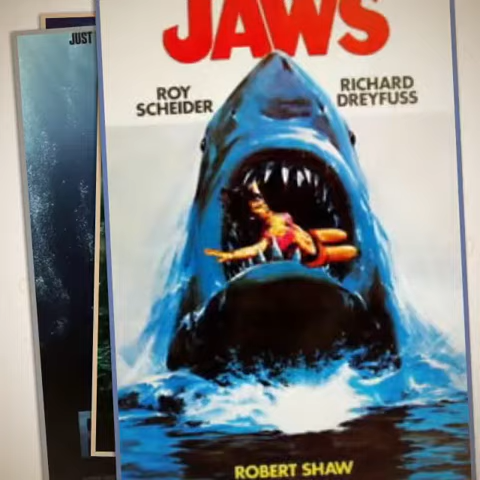 JUST
JAWS
ROY
SCHEIDER
RICHARD
DREYFUSS
ROBERT SHAW